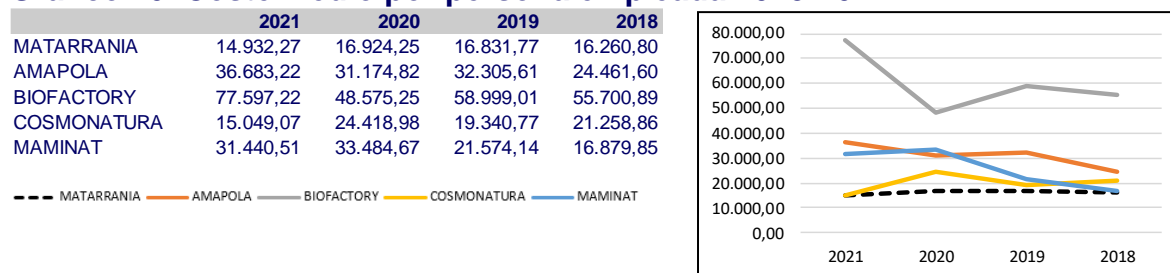 2021 2020 2019 2018
MATARRANIA 14.932,27 16.924,25 16.831,77 16.260,80
AMAPOLA 36.683,22 31.174,82 32.305,61 24.461,60
BIOFACTORY 77.597,22 48.575,25 58.999,01 55.700,89
COSMONATURA 15.049,07 24.418,98 19.340,77 21.258,86
MAMINAT 31.440,51 33.484,67 21.574,14 16.879,85
MATARRANIA AMAPOLA BIOFACTORY COSMONATURA MAMINAT
80.000,00
70.000,00
60.000,00
50.000,00
40.000,00
30.000,00
20.000,00
10.000,00
0,00
2021 2020 2019 2018